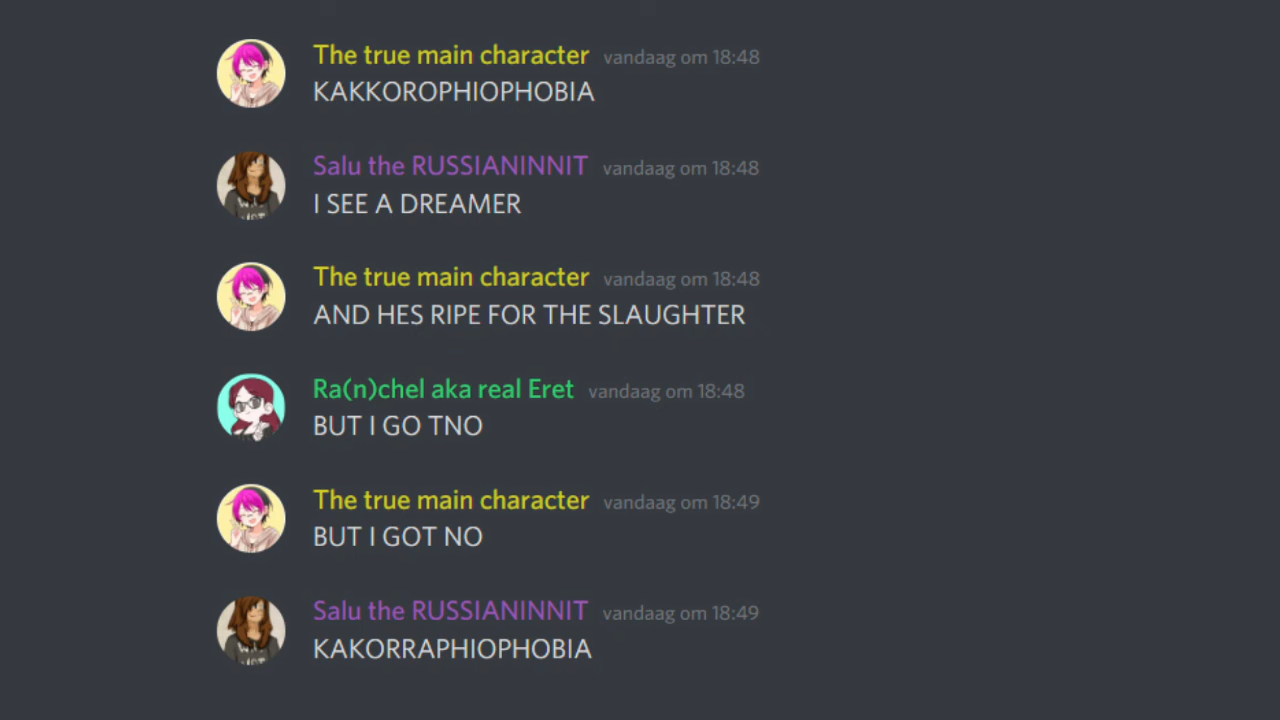 The true main character vandaag om 18:48
KAKKOROPHIOPHOBIA
Salu the RUSSIANINNIT vandaag om 18:48
I SEE A DREAMER
The true main character vandaag om 18:48
AND HES RIPE FOR THE SLAUGHTER
Ra(n)chel aka real Eret vandaag om 18:48
BUT I GO TNO
The true main character vandaag om 18:49
BUT I GOT NO
Salu the RUSSIANINNIT vandaag om 18:49
KAKORRAPHIOPHOBIA